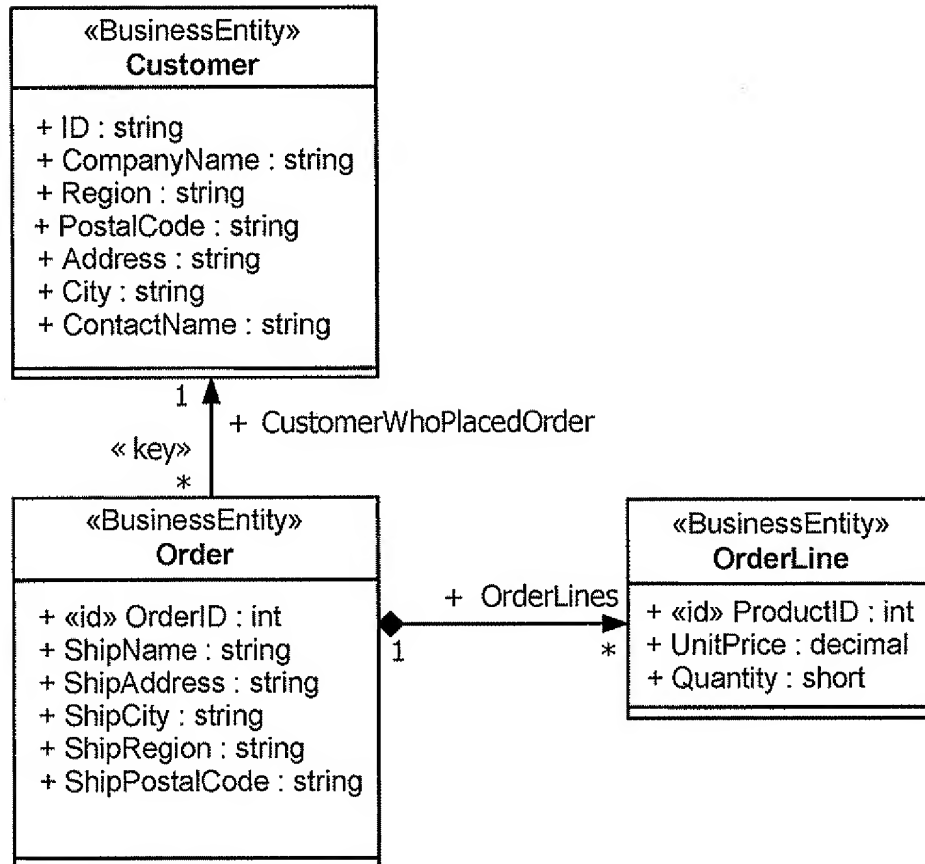 «BusinessEntity»
Customer
+ ID : string
+ CompanyName : string
+ Region : string
+ PostalCode : string
+ Address : string
+ City : string
+ ContactName : string
1
+ CustomerWhoPlacedOrder
« key»
*
«BusinessEntity»
Order
+ «id» OrderID : int
+ ShipName : string
+ ShipAddress : string
+ ShipCity : string
+ ShipRegion : string
+ ShipPostalCode : string
+ OrderLines
1
*
«BusinessEntity»
OrderLine
+ «id» ProductID : int
+ UnitPrice : decimal
+ Quantity : short